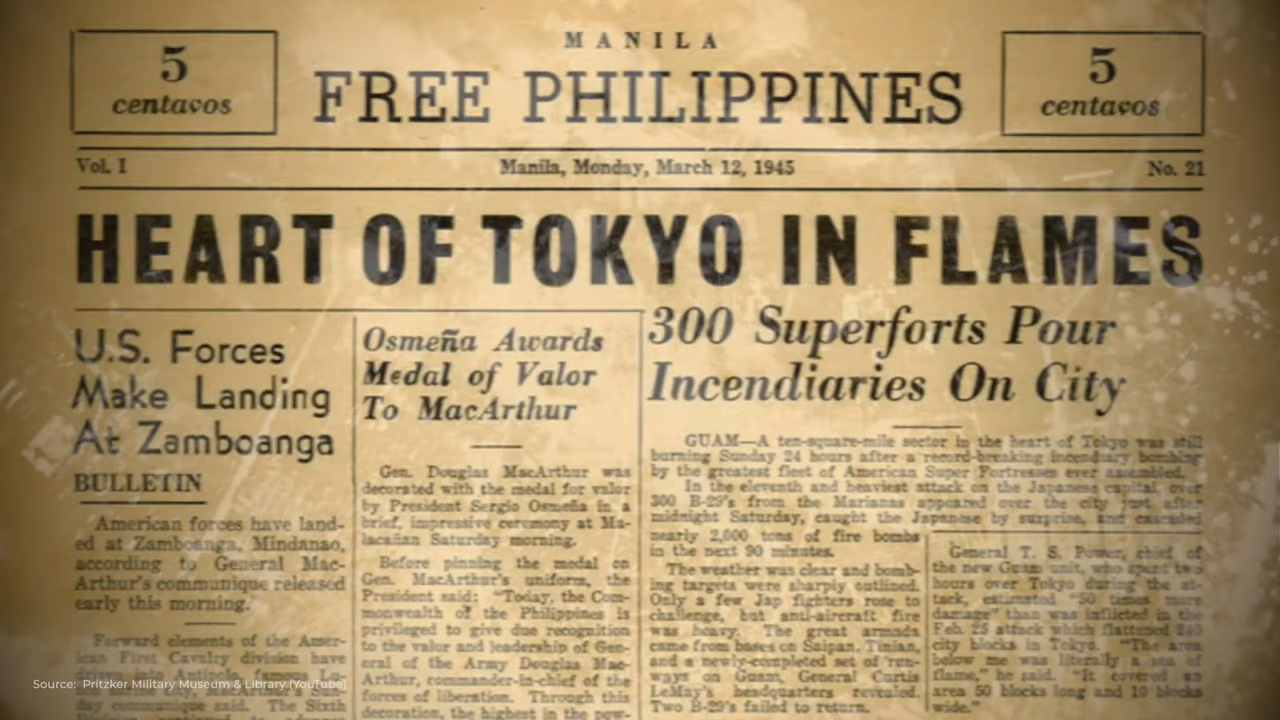 5
centavos
MANILA
FREE PHILIPPINES
5
centavos
Vol. I
Manila, Monday, March 12, 1945
No. 21
HEART OF TOKYO IN FLAMES
U.S. Forces
Make Landing
At Zamboanga
BULLETIN
American forces have land-
ed at Zamboanga, Mindanao,
according to General Mac-
Arthur's communique released
early this morning.
Forward elements of the Amer-
ican First Cavalry division have
day communique said. The Sixth
Osmeña Awards
Medal of Valor
To MacArthur
Gen. Douglas MacArthur was
decorated with the medal for valor
by President Sergio Osmeña in a
brief, impressive ceremony at Ma-
lacañan Saturday morning.
Before pinning the medal on
Gen. MacArthur's uniform, the
President said: "Today, the Com-
monwealth of the Philippines is
privileged to give due recognition
to the valor and leadership of Gen-
eral of the Army Douglas Mac-
Arthur, commander-in-chief of the
forces of liberation. Through this
decoration, the highest in the pow-
300 Superforts Pour
Incendiaries On City
GUAM—A ten-square-mile sector in the heart of Tokyo was still
burning Sunday 24 hours after a record-breaking incendiary bombing
by the greatest fleet of American Super Fortresses ever assembled.
In the eleventh and heaviest attack on the Japanese capital over
300 B-29's from the Marianas appeared over the city just after
midnight Saturday, caught the Japanese by surprise, and cascaded
nearly 2,000 tons of fire bombs
in the next 90 minutes.
The weather was clear and bomb-
ing targets were sharply outlined.
Only a few Jap fighters rose to
challenge, but anti-aircraft fire
was heavy. The great armada
came from bases on Saipan, Tinian,
and a newly-completed set of run-
ways on Guam, General Curtis
LeMay's headquarters revealed.
Two B-29's failed to return.
General T. S. Power, chief of
the new Guam unit, who spent two
hours over Tokyo during the at-
tack, estimated "50 times more
damage" than was inflicted in the
Feb. 25 attack which flattened 240
city blocks in Tokyo. "The area
below me was literally a sea of
flame," he said. "It covered an
area 50 blocks long and 10 blocks
wide."
Source: Pritzker Military Museum & Library (YouTube)